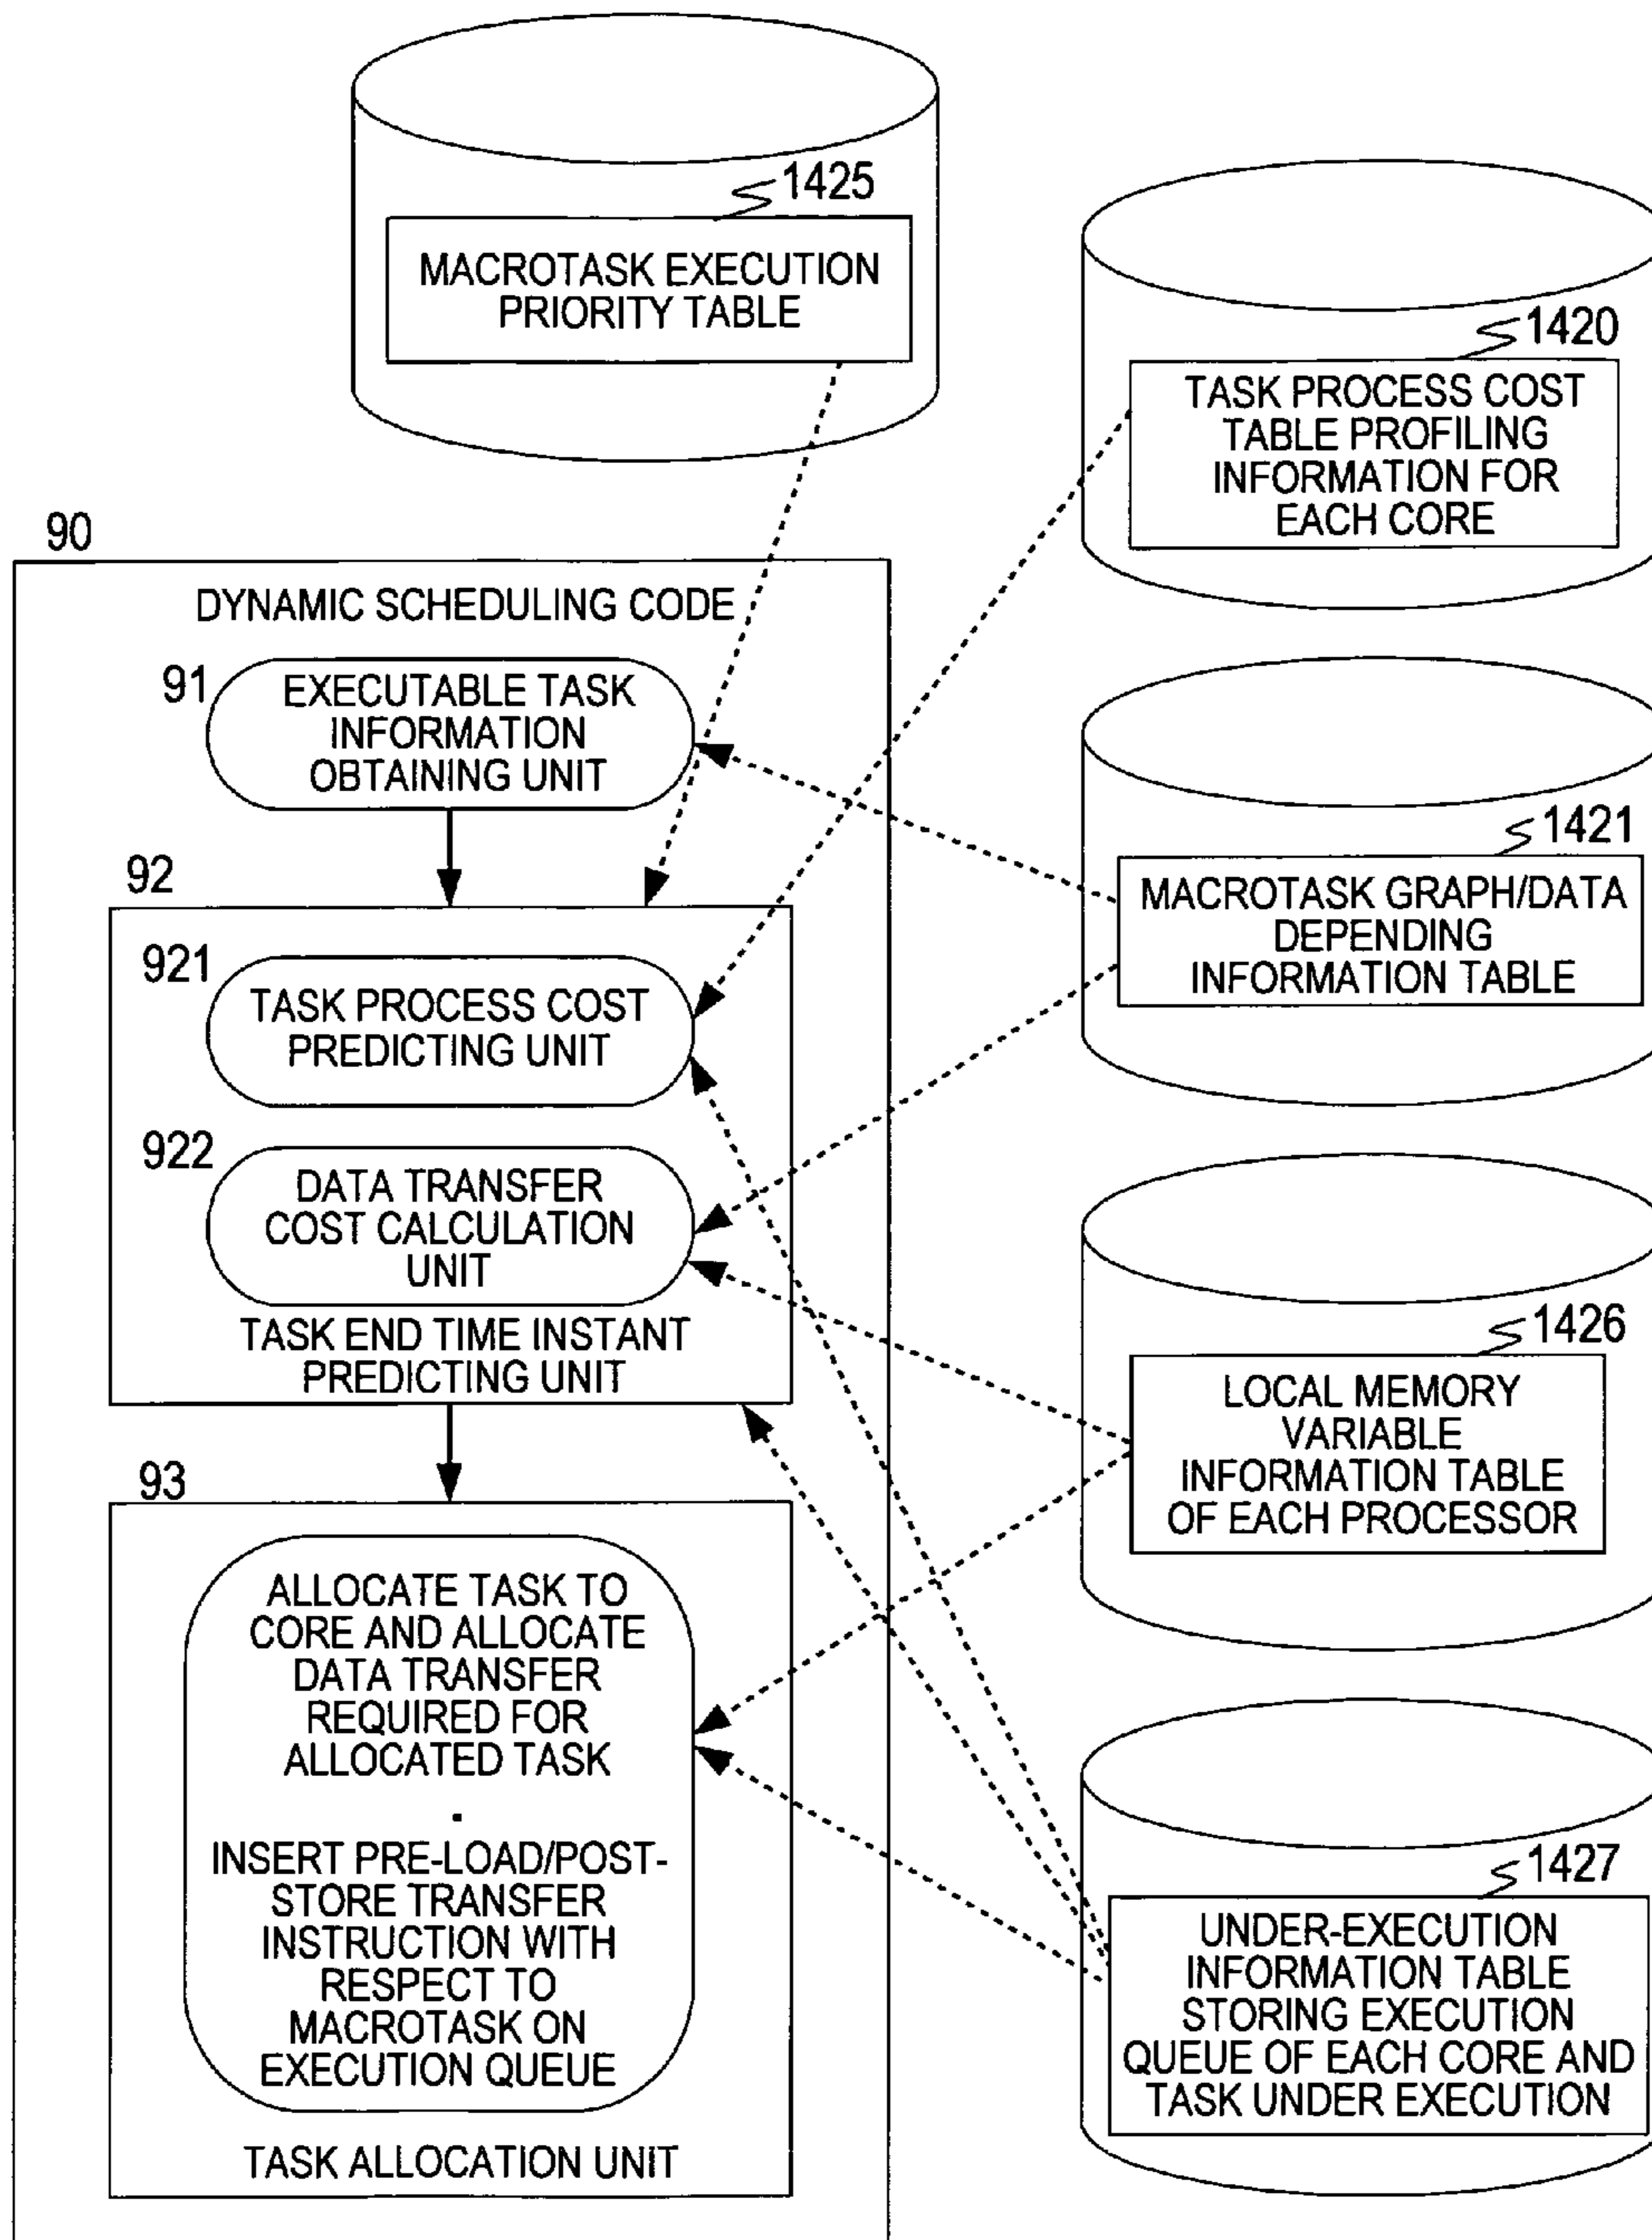 1425
MACROTASK EXECUTION
PRIORITY TABLE
1420
TASK PROCESS COST
TABLE PROFILING
INFORMATION FOR
EACH CORE
90
DYNAMIC SCHEDULING CODE
91
EXECUTABLE TASK
INFORMATION
OBTAINING UNIT
1421
MACROTASK GRAPH/DATA
DEPENDING
INFORMATION TABLE
92
921
TASK PROCESS COST
PREDICTING UNIT
922
DATA TRANSFER
COST CALCULATION
UNIT
TASK END TIME INSTANT
PREDICTING UNIT
1426
LOCAL MEMORY
VARIABLE
INFORMATION TABLE
OF EACH PROCESSOR
93
ALLOCATE TASK TO
CORE AND ALLOCATE
DATA TRANSFER
REQUIRED FOR
ALLOCATED TASK
.
INSERT PRE-LOAD/POST-
STORE TRANSFER
INSTRUCTION WITH
RESPECT TO
MACROTASK ON
EXECUTION QUEUE
TASK ALLOCATION UNIT
1427
UNDER-EXECUTION
INFORMATION TABLE
STORING EXECUTION
QUEUE OF EACH CORE AND
TASK UNDER EXECUTION